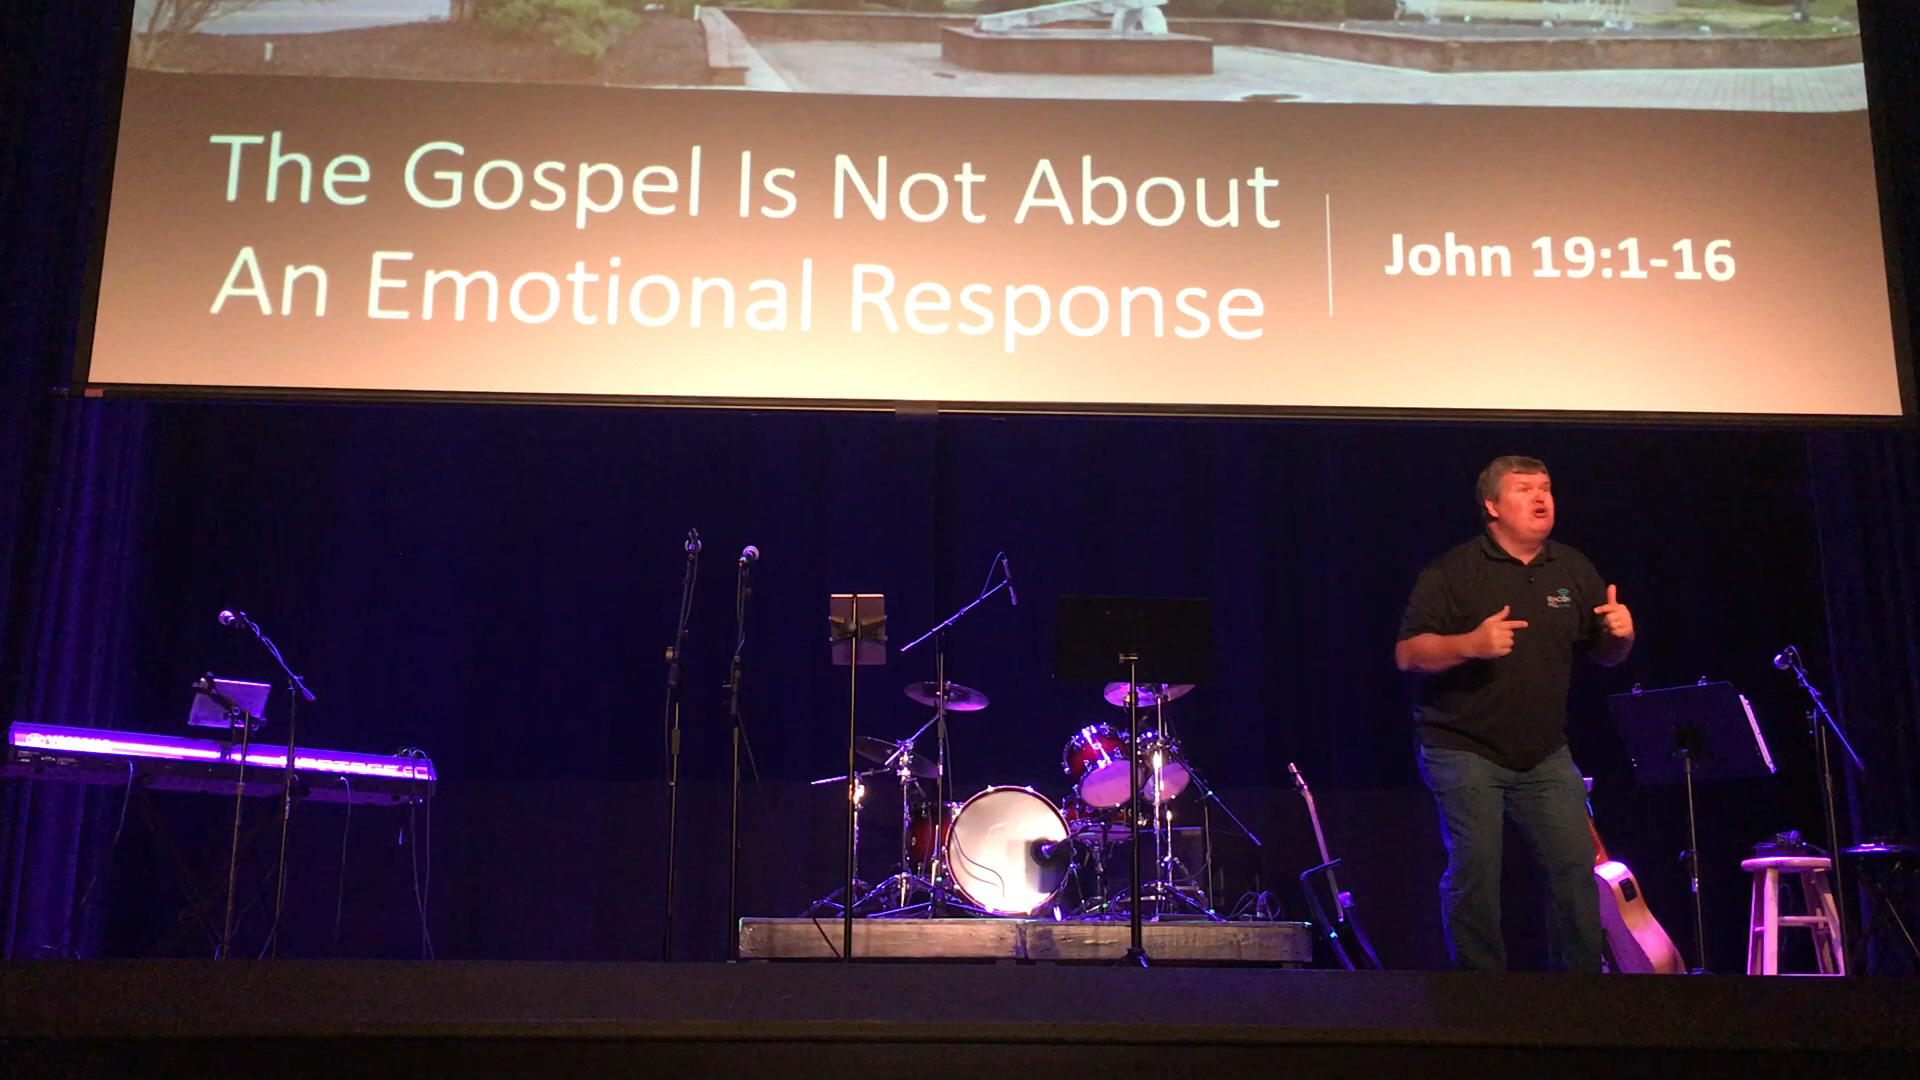 The Gospel Is Not About
An Emotional Response
John 19:1-16